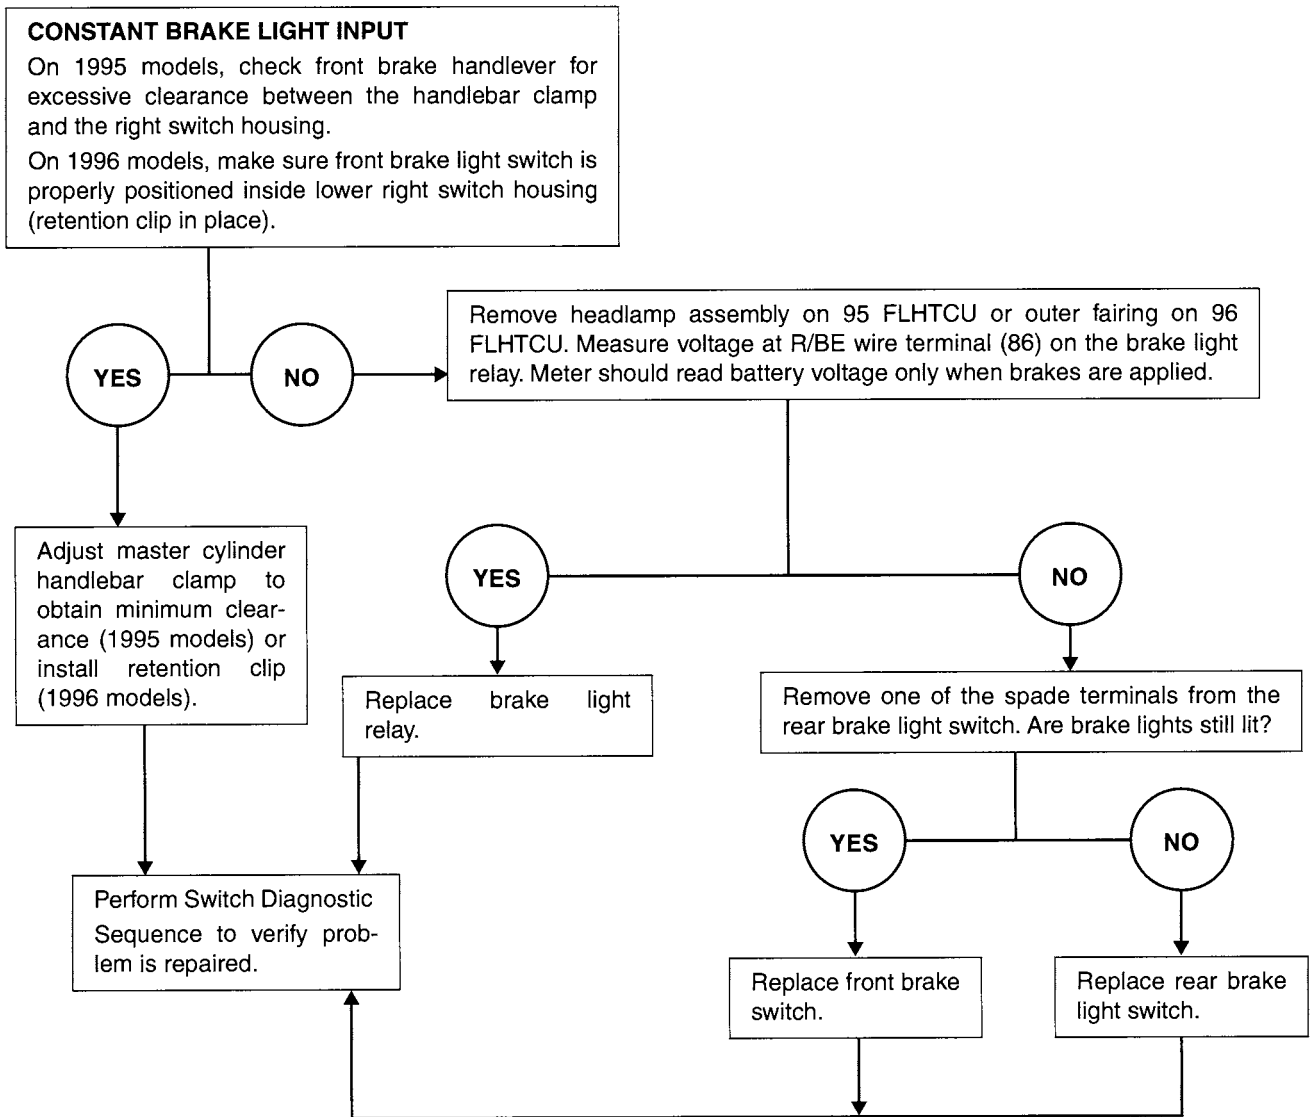 CONSTANT BRAKE LIGHT INPUT
On 1995 models, check front brake handlever for
excessive clearance between the handlebar clamp
and the right switch housing.
On 1996 models, make sure front brake light switch is
properly positioned inside lower right switch housing
(retention clip in place).
YES
NO
Remove headlamp assembly on 95 FLHTCU or outer fairing on 96
FLHTCU. Measure voltage at R/BE wire terminal (86) on the brake light
relay. Meter should read battery voltage only when brakes are applied.
Adjust master cylinder
handlebar clamp to
obtain minimum clear-
ance (1995 models) or
install retention clip
(1996 models).
YES
NO
Replace brake light
relay.
Remove one of the spade terminals from the
rear brake light switch. Are brake lights still lit?
YES
NO
Perform Switch Diagnostic
Sequence to verify prob-
lem is repaired.
Replace front brake
switch.
Replace rear brake
light switch.